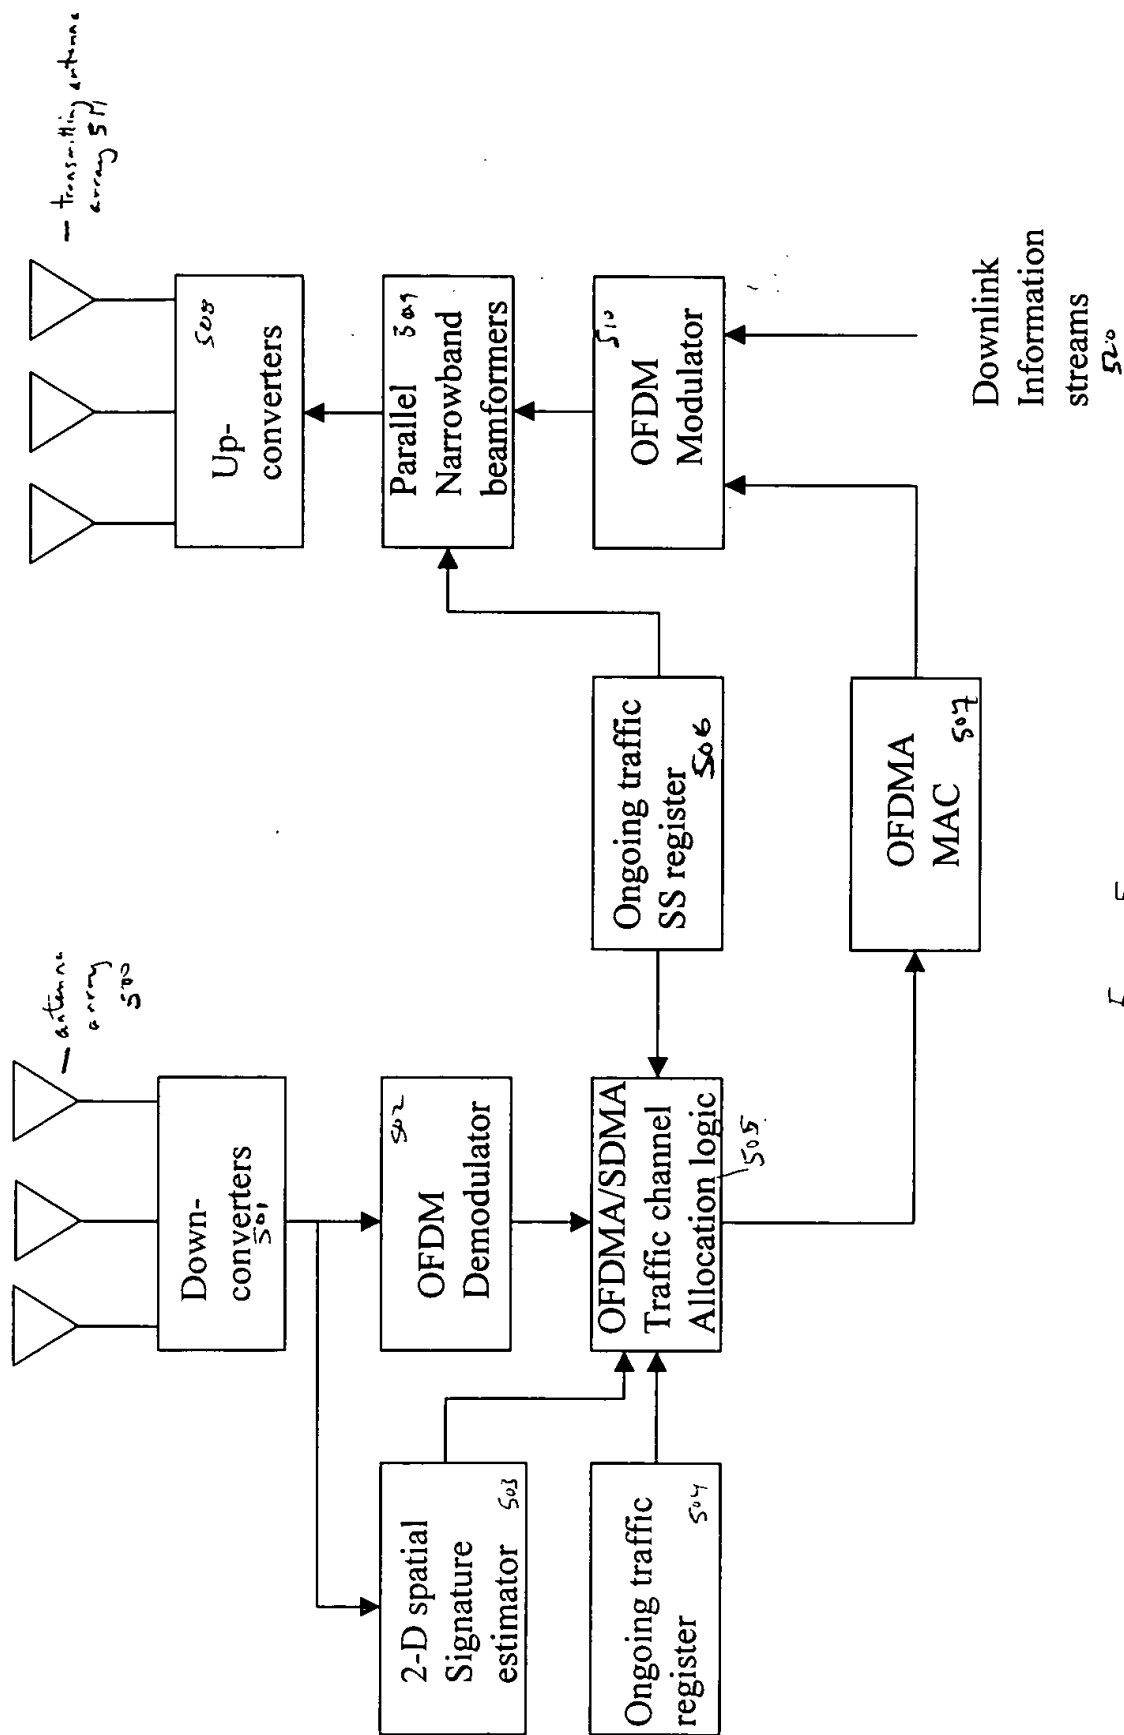 — antenna
array
500
— transmitting antenna
array 511
Down-
converters
501
Up-
converters
508
2-D spatial
Signature
estimator 503
OFDM
Demodulator
502
Parallel
Narrowband
beamformers
509
Ongoing traffic
register
504
OFDMA/SDMA
Traffic channel
Allocation logic
505
Ongoing traffic
SS register
506
OFDM
Modulator
510
OFDMA
MAC
507
Downlink
Information
streams
520